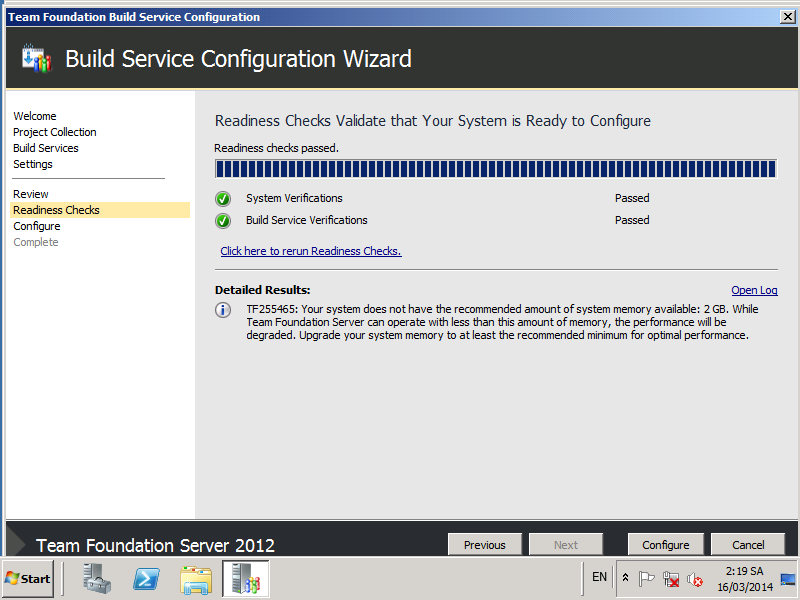 Team Foundation Build Service Configuration
Build Service Configuration Wizard
Welcome
Project Collection
Build Services
Settings
Review
Readiness Checks
Configure
Complete
Readiness Checks Validate that Your System is Ready to Configure
Readiness checks passed.
System Verifications Passed
Build Service Verifications Passed
Click here to rerun Readiness Checks.
Detailed Results: Open Log
TF255465: Your system does not have the recommended amount of system memory available: 2 GB. While
Team Foundation Server can operate with less than this amount of memory, the performance will be
degraded. Upgrade your system memory to at least the recommended minimum for optimal performance.
Team Foundation Server 2012
Previous Next Configure Cancel
Start EN 2:19 SA
16/03/2014